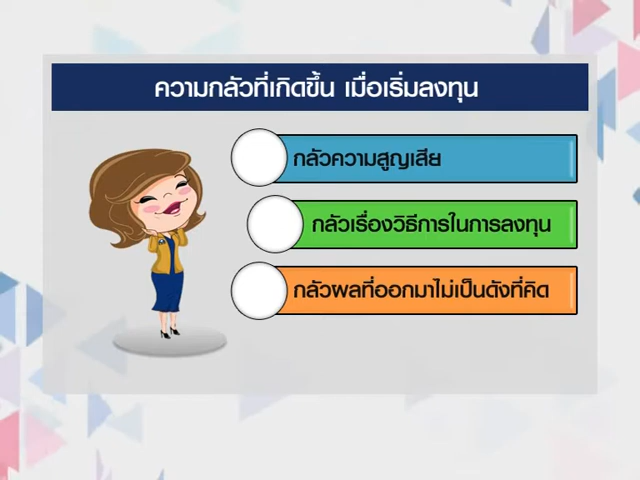 ความกลัวที่เกิดขึ้น เมื่อเริ่มลงทุน
กลัวความสูญเสีย
กลัวเรื่องวิธีการในการลงทุน
กลัวผลที่ออกมาไม่เป็นดังที่คิด